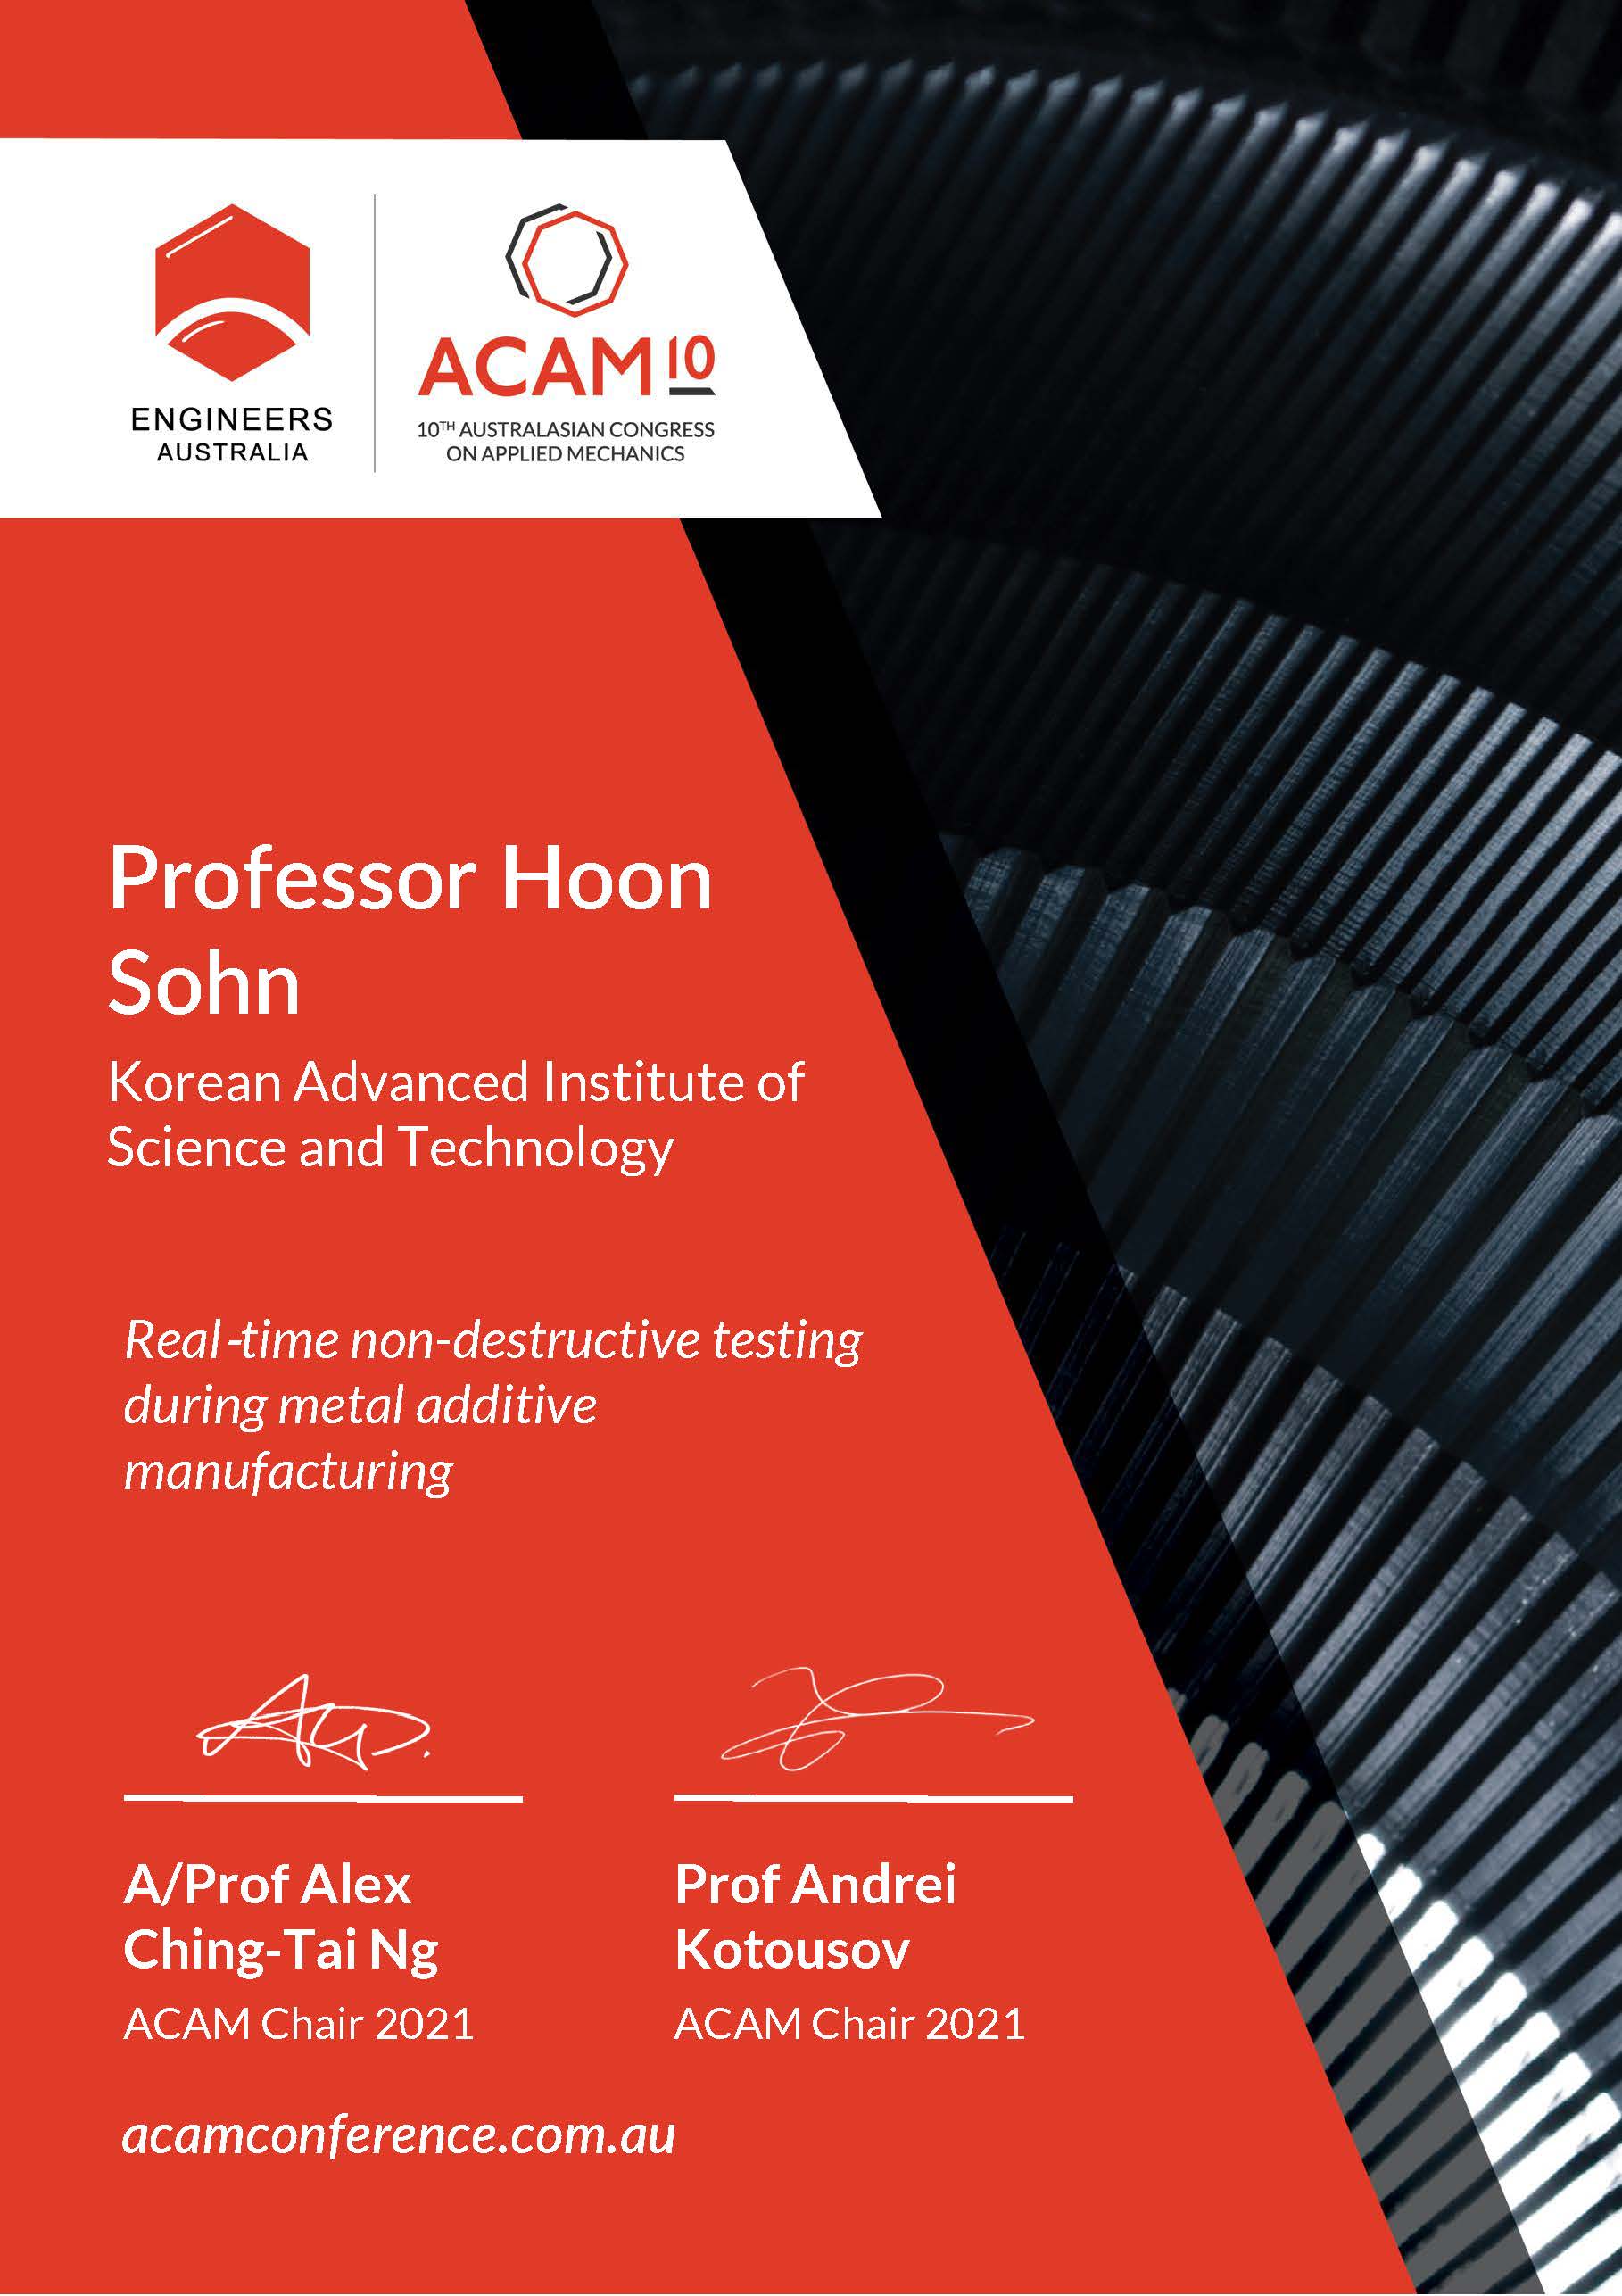 ENGINEERS
AUSTRALIA
ACAM 10
10TH AUSTRALASIAN CONGRESS
ON APPLIED MECHANICS
Professor Hoon
Sohn
Korean Advanced Institute of
Science and Technology
Real-time non-destructive testing
during metal additive
manufacturing
A/Prof Alex
Ching-Tai Ng
ACAM Chair 2021
Prof Andrei
Kotousov
ACAM Chair 2021
acamconference.com.au